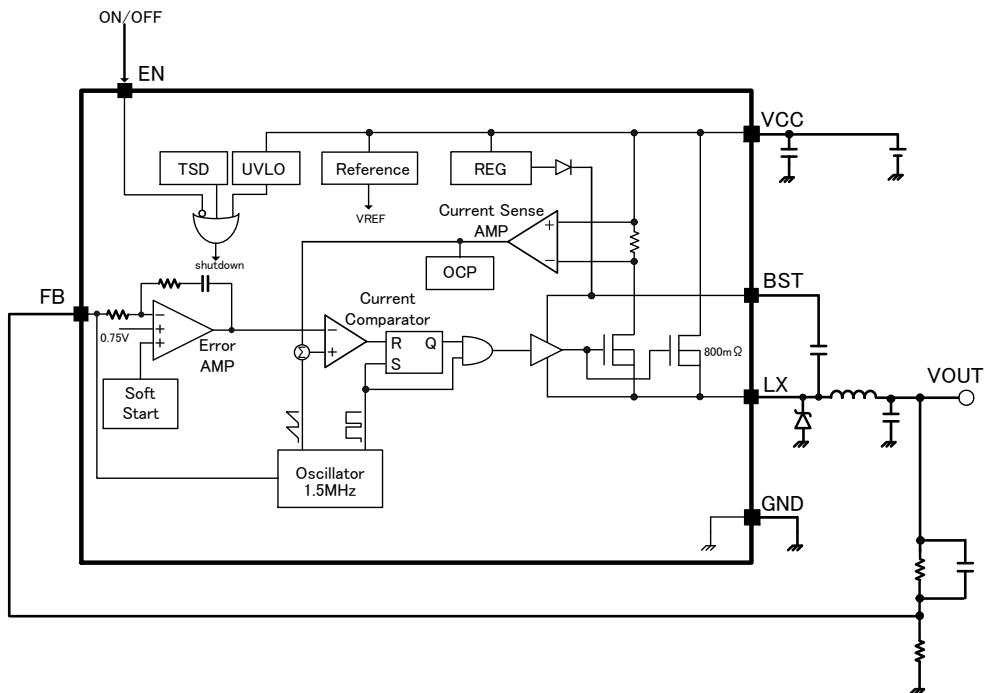 ON/OFF
EN
VCC
TSD
UVLO
Reference
REG
VREF
Current Sense
AMP
+
−
shutdown
OCP
FB
BST
Current
Comparator
−
+
+
0.75V
Error
AMP
−
+
Σ
R Q
S
800mΩ
Soft
Start
LX
VOUT
Oscillator
1.5MHz
GND